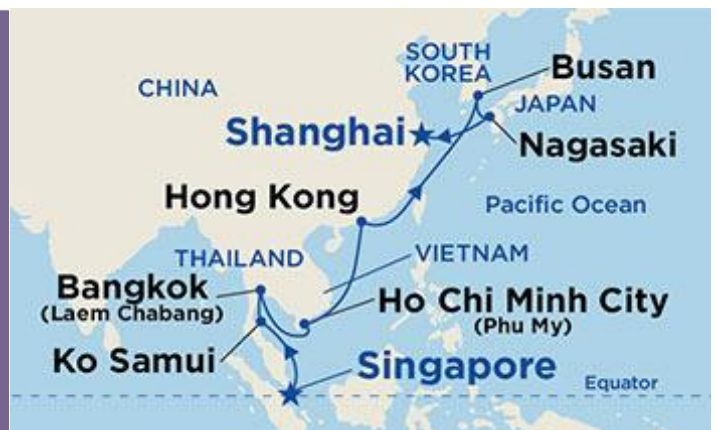 SOUTH
KOREA
Busan
CHINA
JAPAN
Shanghai
Nagasaki
Hong Kong
Pacific Ocean
THAILAND
VIETNAM
Bangkok
(Laem Chabang)
Ho Chi Minh City
(Phu My)
Ko Samui
Singapore
Equator